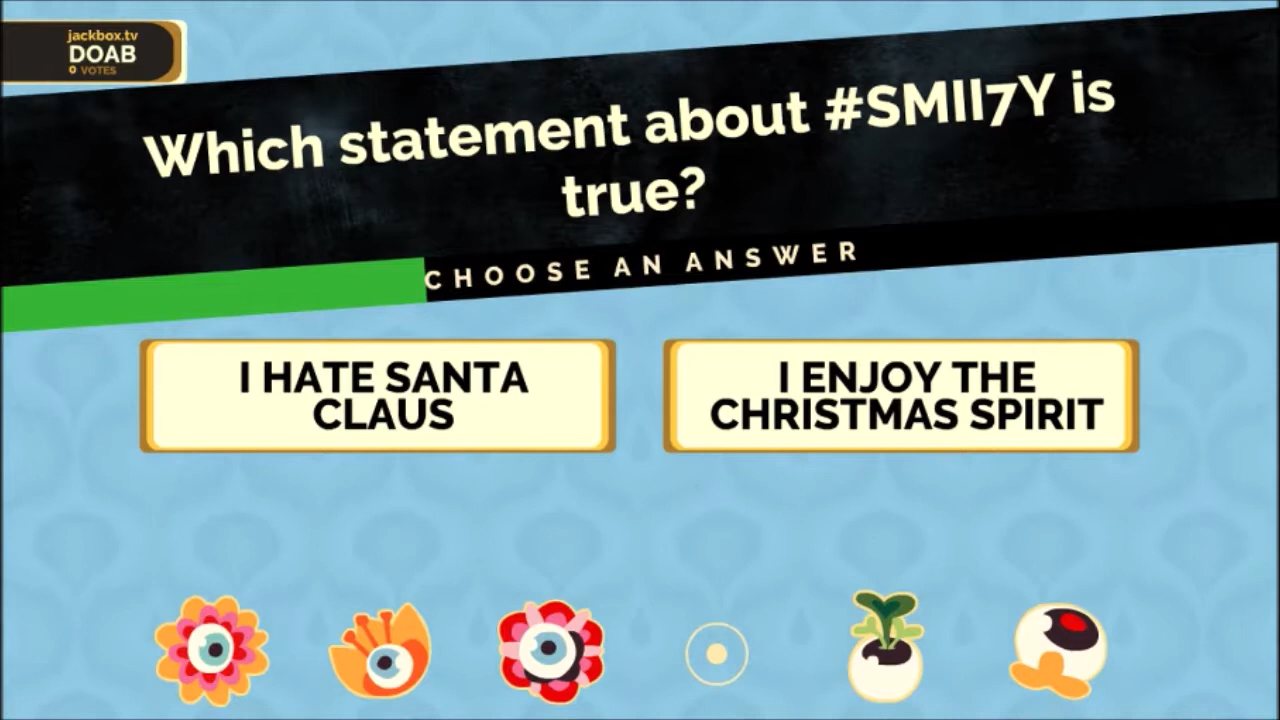 jackbox.tv
DOAB
0 VOTES
Which statement about #SMII7Y is
true?
CHOOSE AN ANSWER
I HATE SANTA
CLAUS
I ENJOY THE
CHRISTMAS SPIRIT